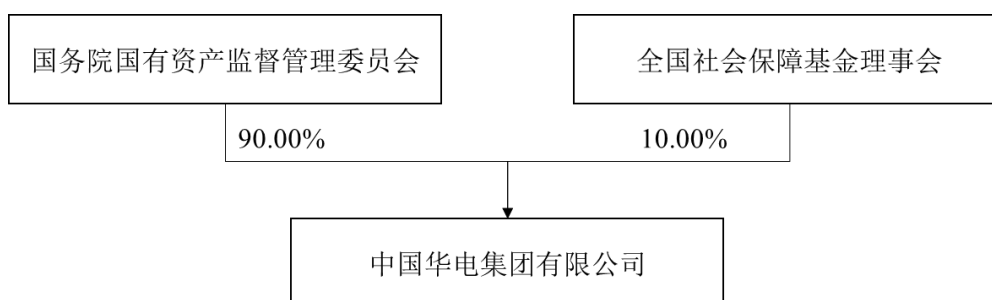 国务院国有资产监督管理委员会
全国社会保障基金理事会
90.00%
10.00%
中国华电集团有限公司